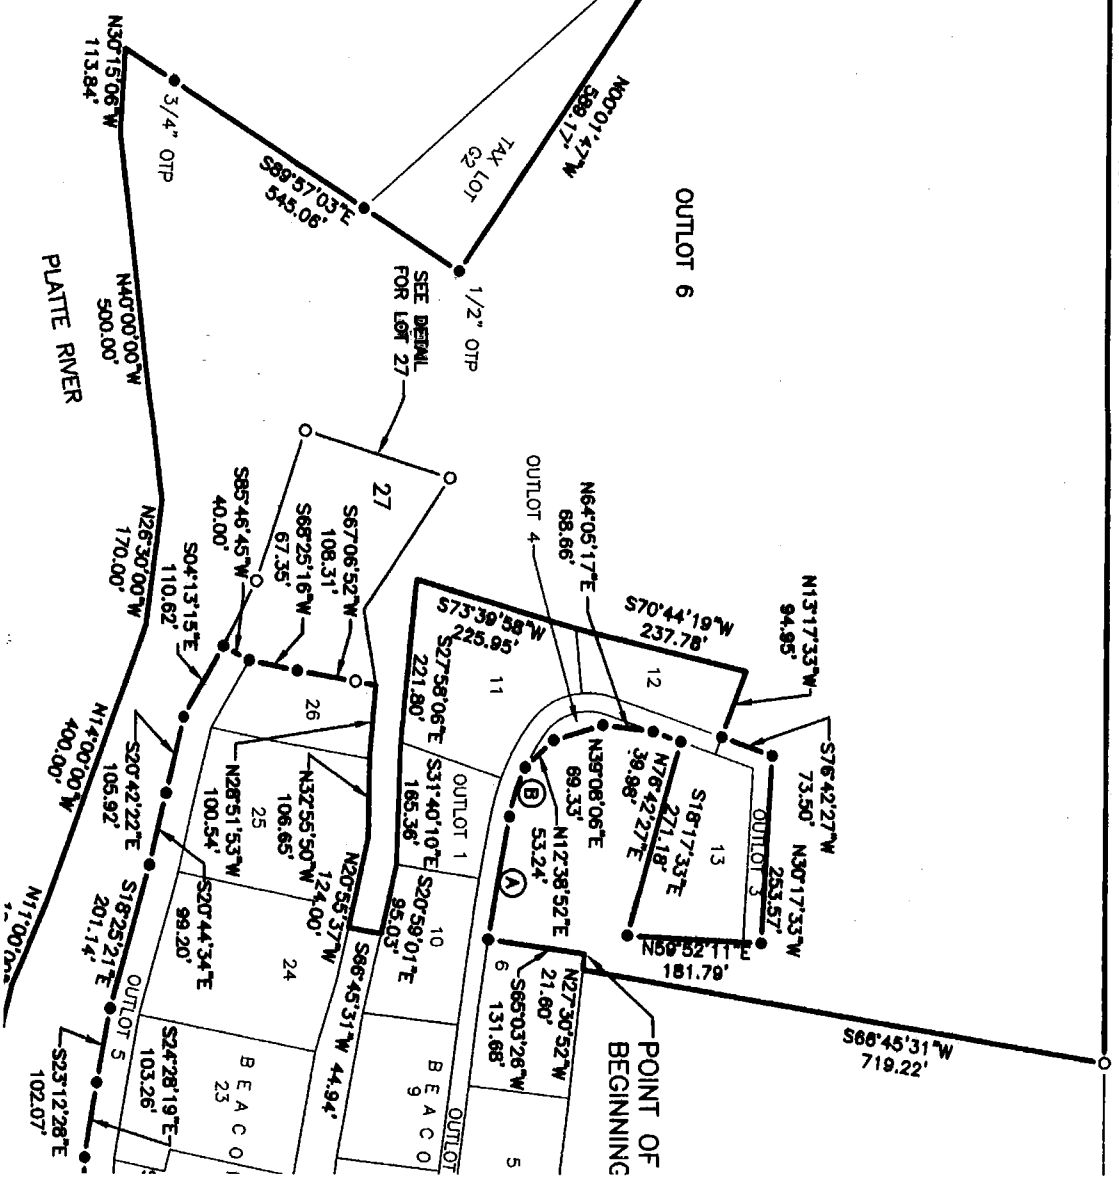 N30°15'06"W
113.84'
3/4" OTP
S89°57'03"E
545.06'
TAX LOT
G2
N00°01'47"W
589.17'
OUTLOT 6
1/2" OTP
SEE DETAIL
FOR LOT 27
PLATTE RIVER
N40°00'00"W
500.00'
N26°30'00"W
170.00'
N14°00'00"W
400.00'
N11°00'00"
27
S85°46'45"W
40.00'
S68°25'16"W
67.35'
S67°06'52"W
108.31'
S04°13'15"E
110.62'
S20°42'22"E
105.92'
S20°44'34"E
99.20'
S18°25'21"E
201.14'
OUTLOT 5
S24°28'19"E
103.26'
S23°12'28"E
102.07'
26
25
24
23
BEACO
N28°51'53"W
100.54'
N32°55'50"W
106.65'
N20°55'37"W
124.00'
S66°45'31"W 44.94'
S73°39'58"W
225.95'
S27°58'06"E
221.80'
S31°40'10"E
165.36'
S20°59'01"E
95.03'
OUTLOT 1
10
9
BEACO
OUTLOT
11
12
OUTLOT 4
N64°05'17"E
68.66'
S70°44'19"W
237.78'
N13°17'33"W
94.95'
S76°42'27"W
73.50'
N30°17'33"W
253.57'
OUTLOT 3
13
S18°17'33"E
271.18'
N76°42'27"E
39.98'
N39°08'06"E
69.33'
N12°38'52"E
53.24'
B
A
N59°52'11"E
181.79'
6
5
N27°30'52"W
21.60'
S65°03'26"W
131.68'
POINT OF
BEGINNING
S66°45'31"W
719.22'